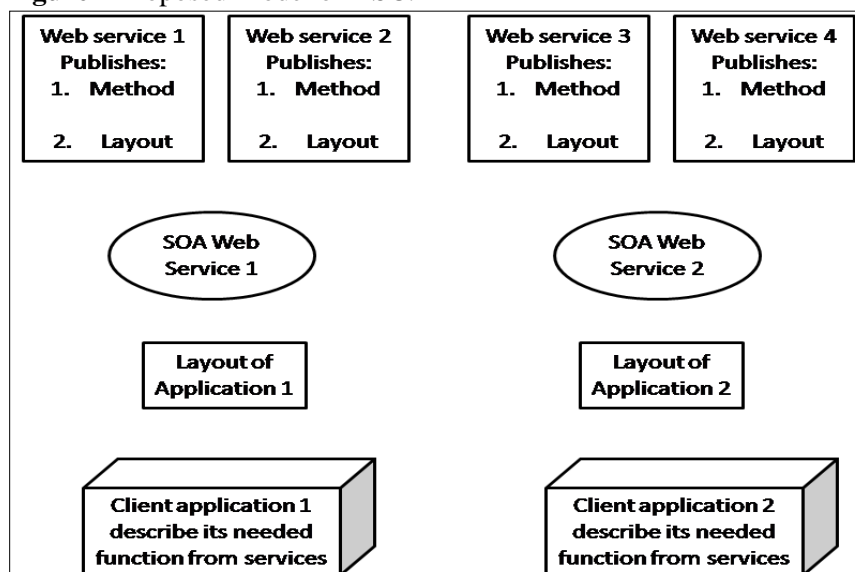 Web service 1
Publishes:
1. Method
2. Layout
Web service 2
Publishes:
1. Method
2. Layout
Web service 3
Publishes:
1. Method
2. Layout
Web service 4
Publishes:
1. Method
2. Layout
SOA Web
Service 1
SOA Web
Service 2
Layout of
Application 1
Layout of
Application 2
Client application 1
describe its needed
function from services
Client application 2
describe its needed
function from services